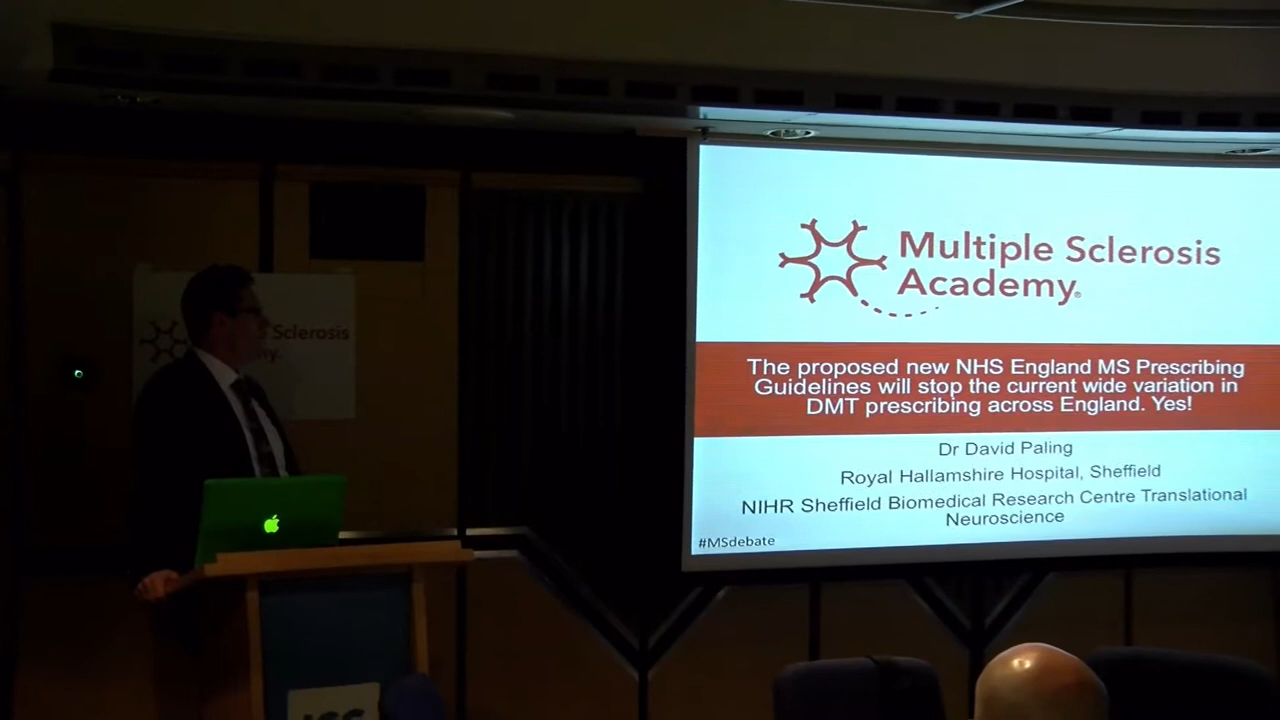 Multiple Sclerosis
Academy®
The proposed new NHS England MS Prescribing
Guidelines will stop the current wide variation in
DMT prescribing across England. Yes!
Dr David Paling
Royal Hallamshire Hospital, Sheffield
NIHR Sheffield Biomedical Research Centre Translational
Neuroscience
#MSdebate
Sclerosis